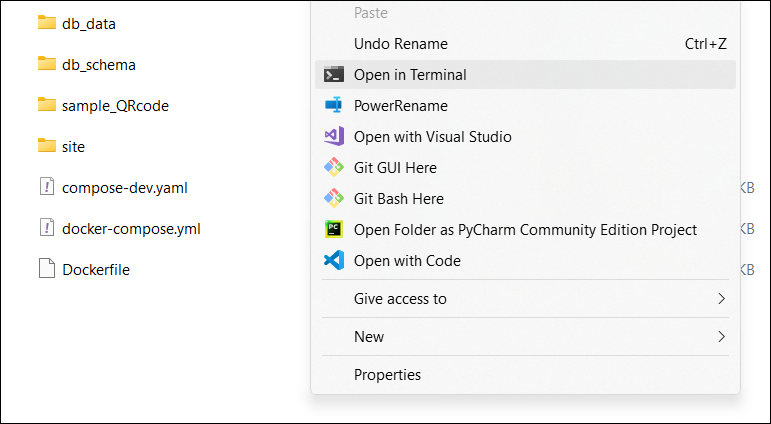 db_data
db_schema
sample_QRcode
site
compose-dev.yaml
docker-compose.yml
Dockerfile
Paste
Undo Rename Ctrl+Z
Open in Terminal
PowerRename
Open with Visual Studio
Git GUI Here
Git Bash Here
PC Open Folder as PyCharm Community Edition Project
Open with Code
Give access to
New
Properties
KB
KB
KB